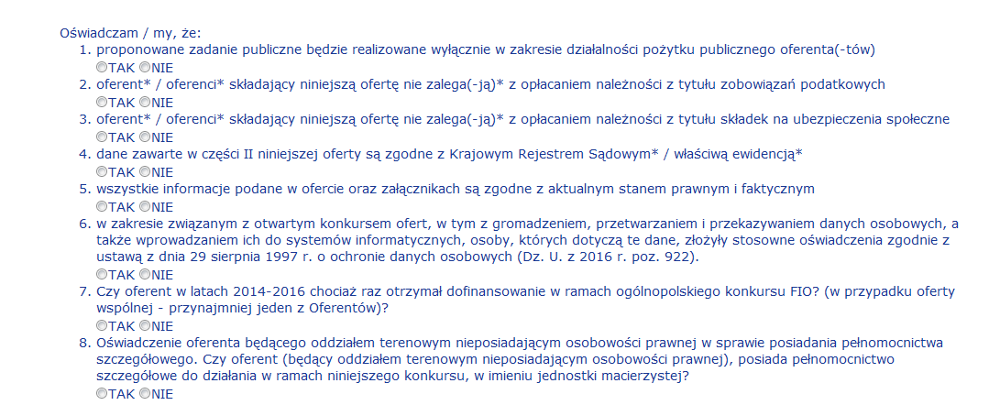 Oświadczam / my, że:
1. proponowane zadanie publiczne będzie realizowane wyłącznie w zakresie działalności pożytku publicznego oferenta(-tów)
TAK NIE
2. oferent* / oferenci* składający niniejszą ofertę nie zalega(-ją)* z opłacaniem należności z tytułu zobowiązań podatkowych
TAK NIE
3. oferent* / oferenci* składający niniejszą ofertę nie zalega(-ją)* z opłacaniem należności z tytułu składek na ubezpieczenia społeczne
TAK NIE
4. dane zawarte w części II niniejszej oferty są zgodne z Krajowym Rejestrem Sądowym* / właściwą ewidencją*
TAK NIE
5. wszystkie informacje podane w ofercie oraz załącznikach są zgodne z aktualnym stanem prawnym i faktycznym
TAK NIE
6. w zakresie związanym z otwartym konkursem ofert, w tym z gromadzeniem, przetwarzaniem i przekazywaniem danych osobowych, a
także wprowadzaniem ich do systemów informatycznych, osoby, których dotyczą te dane, złożyły stosowne oświadczenia zgodnie z
ustawą z dnia 29 sierpnia 1997 r. o ochronie danych osobowych (Dz. U. z 2016 r. poz. 922).
TAK NIE
7. Czy oferent w latach 2014-2016 chociaż raz otrzymał dofinansowanie w ramach ogólnopolskiego konkursu FIO? (w przypadku oferty
wspólnej - przynajmniej jeden z Oferentów)?
TAK NIE
8. Oświadczenie oferenta będącego oddziałem terenowym nieposiadającym osobowości prawnej w sprawie posiadania pełnomocnictwa
szczegółowego. Czy oferent (będący oddziałem terenowym nieposiadającym osobowości prawnej), posiada pełnomocnictwo
szczegółowe do działania w ramach niniejszego konkursu, w imieniu jednostki macierzystej?
TAK NIE